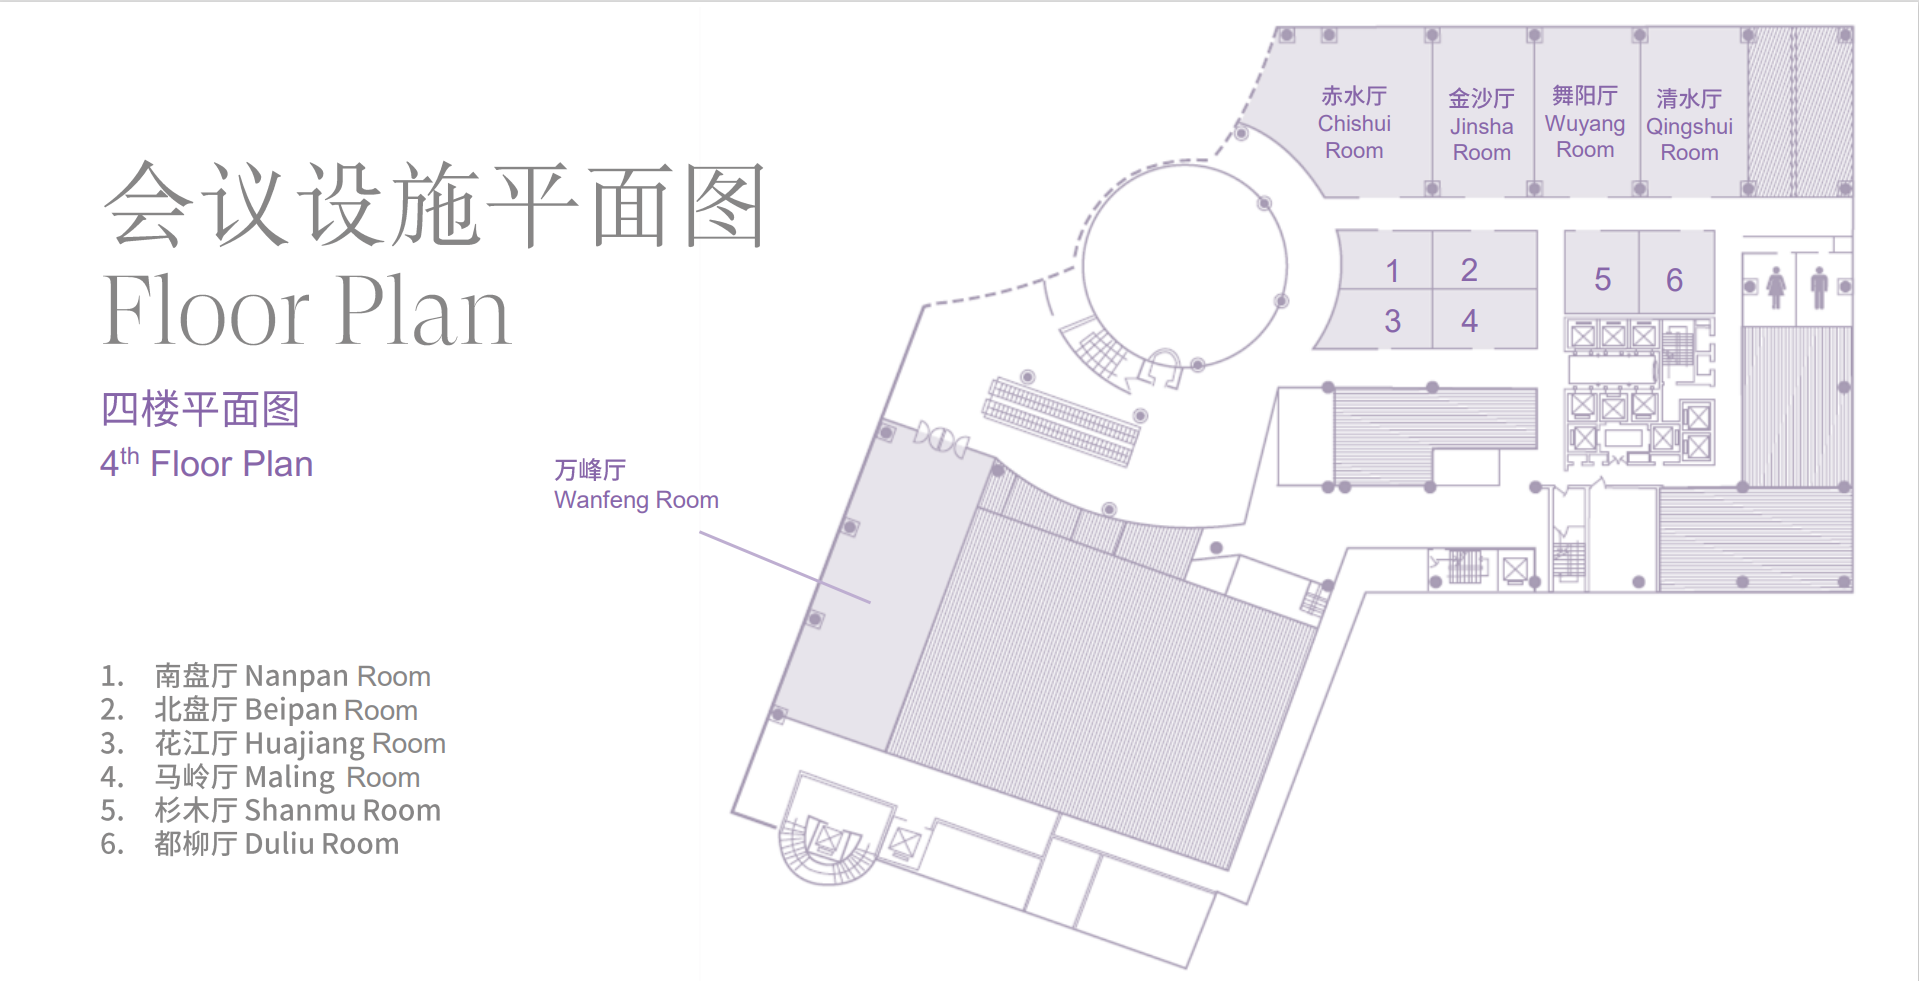 会议设施平面图
Floor Plan
四楼平面图
4th Floor Plan
万峰厅
Wanfeng Room
赤水厅
Chishui
Room
金沙厅
Jinsha
Room
舞阳厅
Wuyang
Room
清水厅
Qingshui
Room
1
2
3
4
5
6
1. 南盘厅 Nanpan Room
2. 北盘厅 Beipan Room
3. 花江厅 Huajiang Room
4. 马岭厅 Maling Room
5. 杉木厅 Shanmu Room
6. 都柳厅 Duliu Room